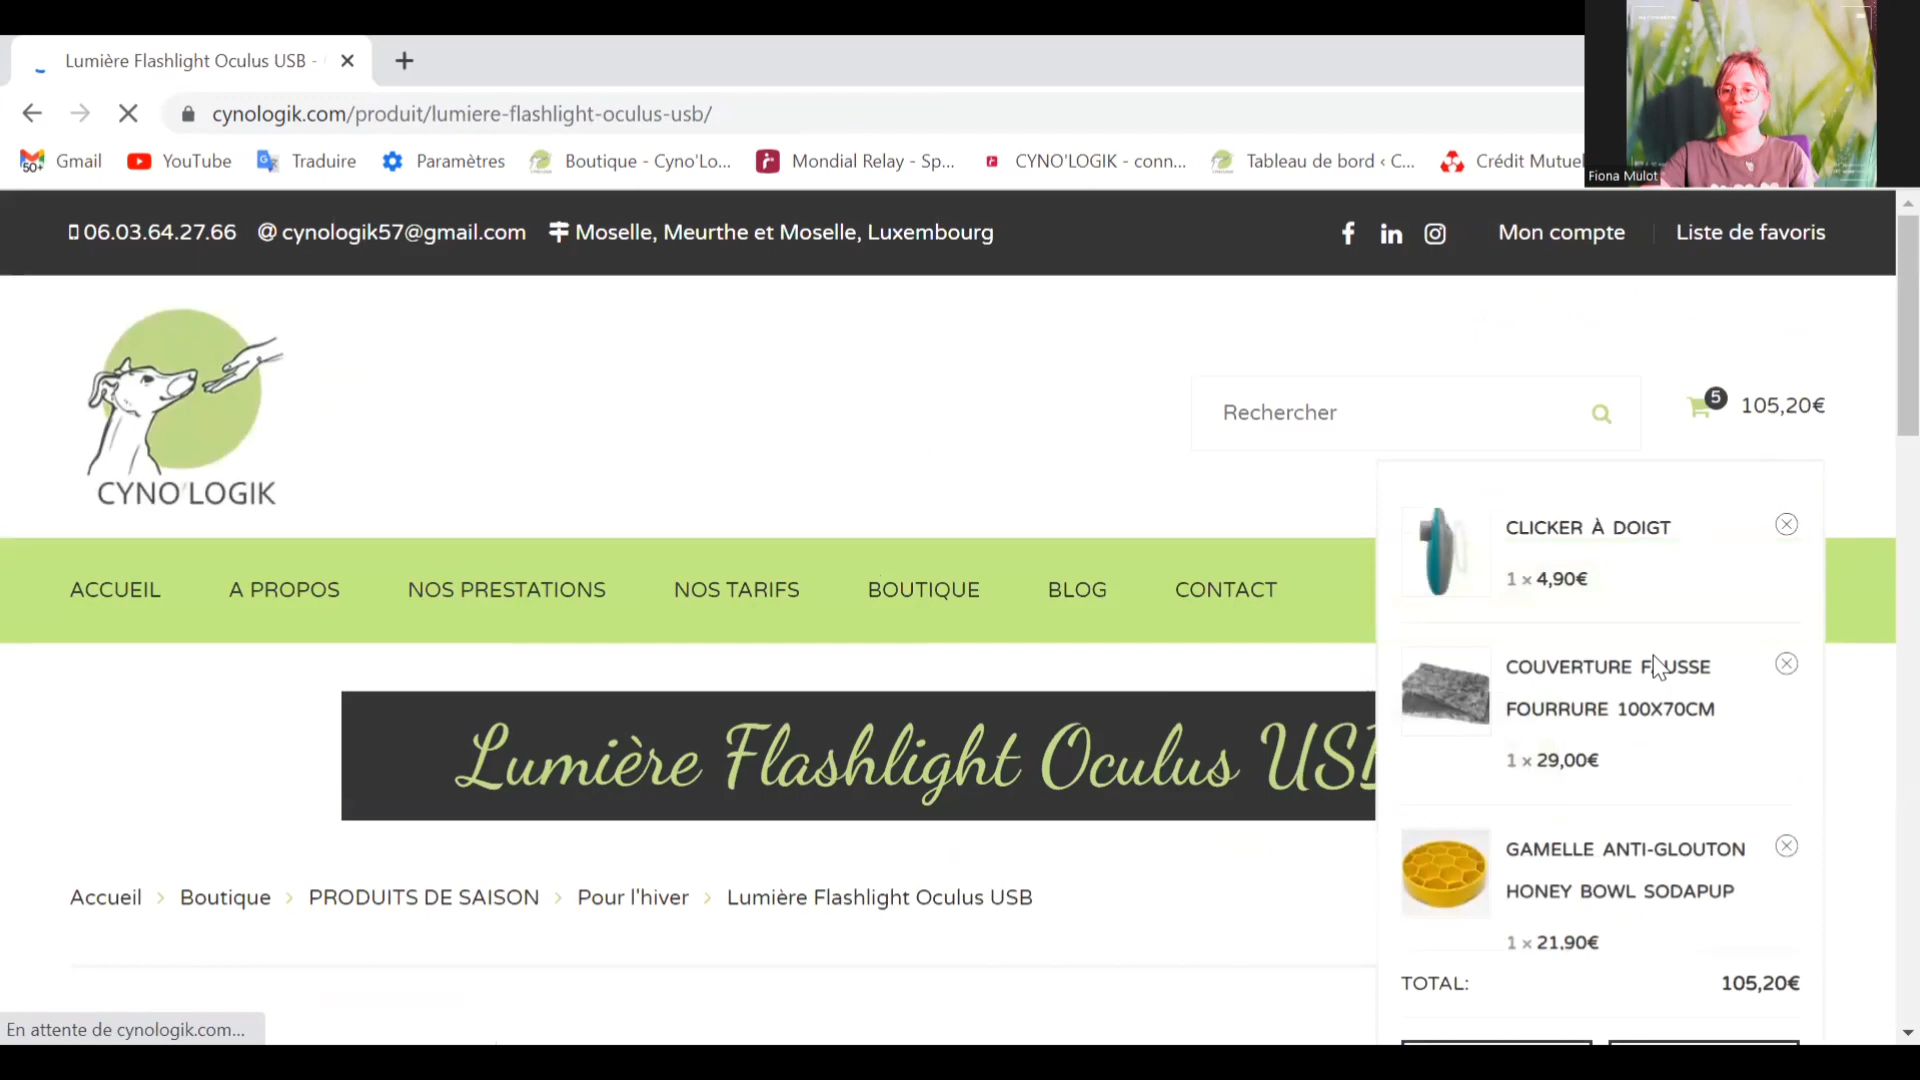 Lumière Flashlight Oculus USB -
cynologik.com/produit/lumiere-flashlight-oculus-usb/
50+ Gmail YouTube Traduire Paramètres Boutique - Cyno'Lo... Mondial Relay - Sp... CYNO'LOGIK - conn... Tableau de bord ‹ C... Crédit Mutuel
Fiona Mulot
06.03.64.27.66 @ cynologik57@gmail.com Moselle, Meurthe et Moselle, Luxembourg Mon compte Liste de favoris
CYNO'LOGIK
Rechercher
5 105,20€
ACCUEIL A PROPOS NOS PRESTATIONS NOS TARIFS BOUTIQUE BLOG CONTACT
CLICKER À DOIGT
1 × 4,90€
COUVERTURE FAUSSE
FOURRURE 100X70CM
1 × 29,00€
GAMELLE ANTI-GLOUTON
HONEY BOWL SODAPUP
1 × 21,90€
TOTAL: 105,20€
Lumière Flashlight Oculus USB
Accueil › Boutique › PRODUITS DE SAISON › Pour l'hiver › Lumière Flashlight Oculus USB
En attente de cynologik.com...